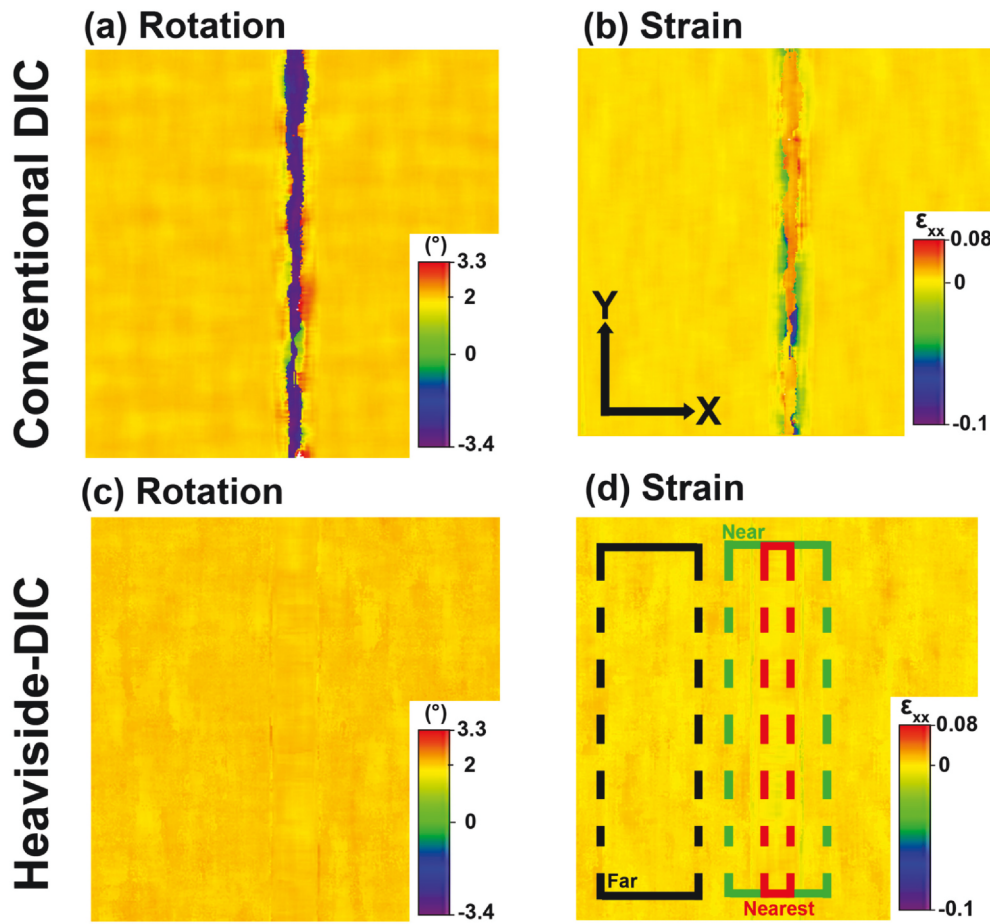 Conventional DIC
(a) Rotation
(°)
3.3
2
0
-3.4
(b) Strain
Y
X
εxx
0.08
0
-0.1
Heaviside-DIC
(c) Rotation
(°)
3.3
2
0
-3.4
(d) Strain
Near
Far
Nearest
εxx
0.08
0
-0.1